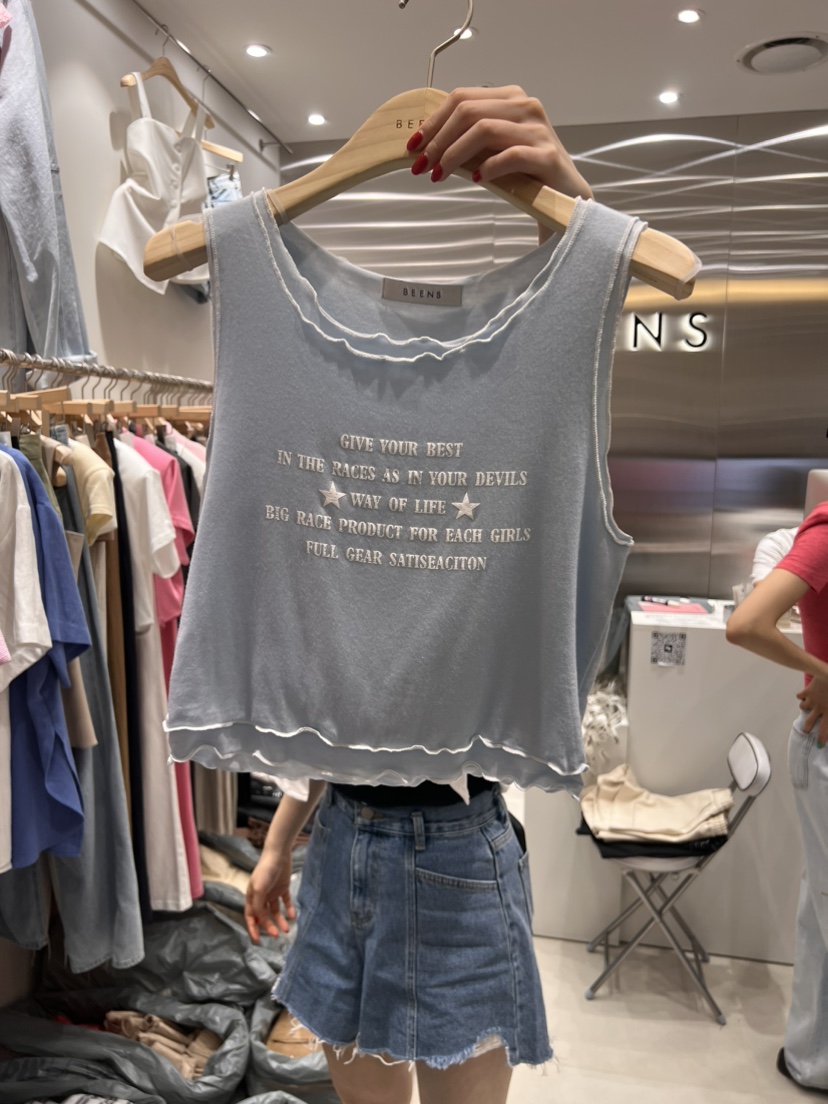 BEENS
GIVE YOUR BEST
IN THE RACES AS IN YOUR DEVILS
WAY OF LIFE
BIG RACE PRODUCT FOR EACH GIRLS
FULL GEAR SATISEACITON
NS